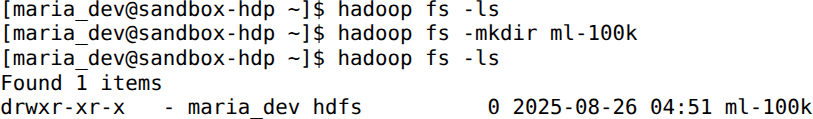 [maria_dev@sandbox-hdp ~]$ hadoop fs -ls
[maria_dev@sandbox-hdp ~]$ hadoop fs -mkdir ml-100k
[maria_dev@sandbox-hdp ~]$ hadoop fs -ls
Found 1 items
drwxr-xr-x   - maria_dev hdfs          0 2025-08-26 04:51 ml-100k